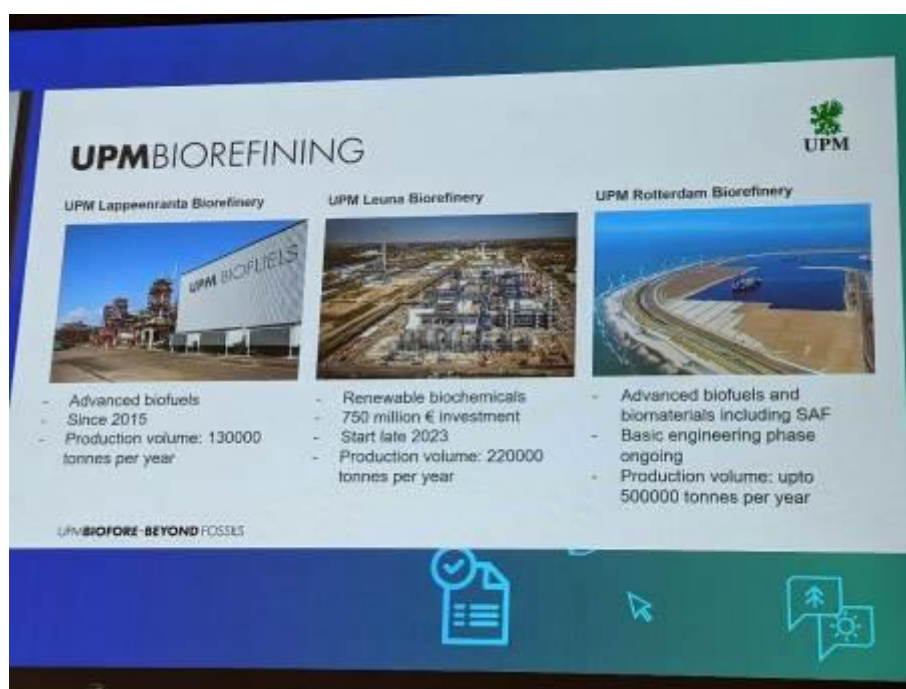 UPM
UPMBIOREFINING
UPM Lappeenranta Biorefinery
UPM BIOFUELS
- Advanced biofuels
- Since 2015
- Production volume: 130000
tonnes per year
UPM Leuna Biorefinery
- Renewable biochemicals
- 750 million € investment
- Start late 2023
- Production volume: 220000
tonnes per year
UPM Rotterdam Biorefinery
- Advanced biofuels and
biomaterials including SAF
- Basic engineering phase
ongoing
- Production volume: upto
500000 tonnes per year
UPMBIOFORE-BEYONDFOSSILS